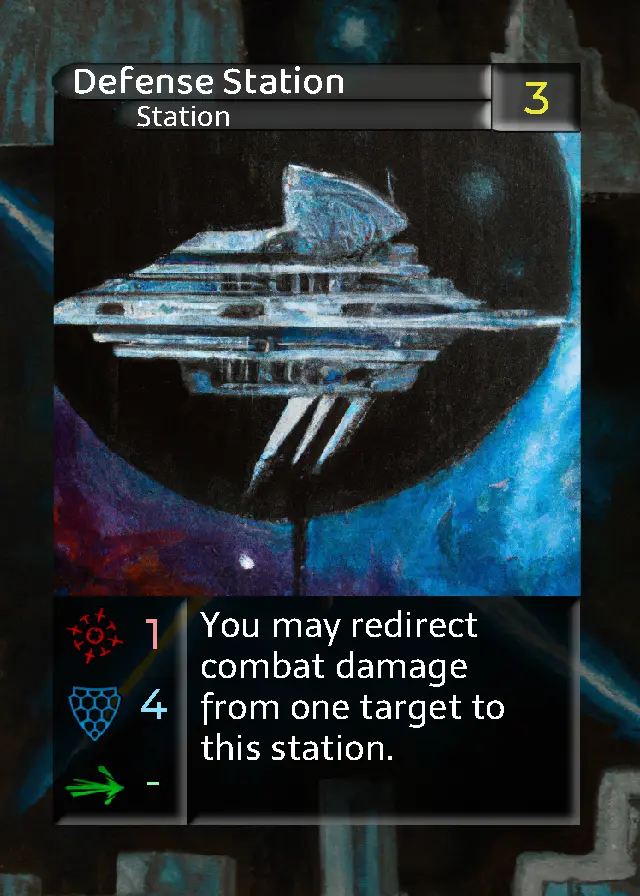 Defense Station
Station
3
1
4
-
You may redirect
combat damage
from one target to
this station.